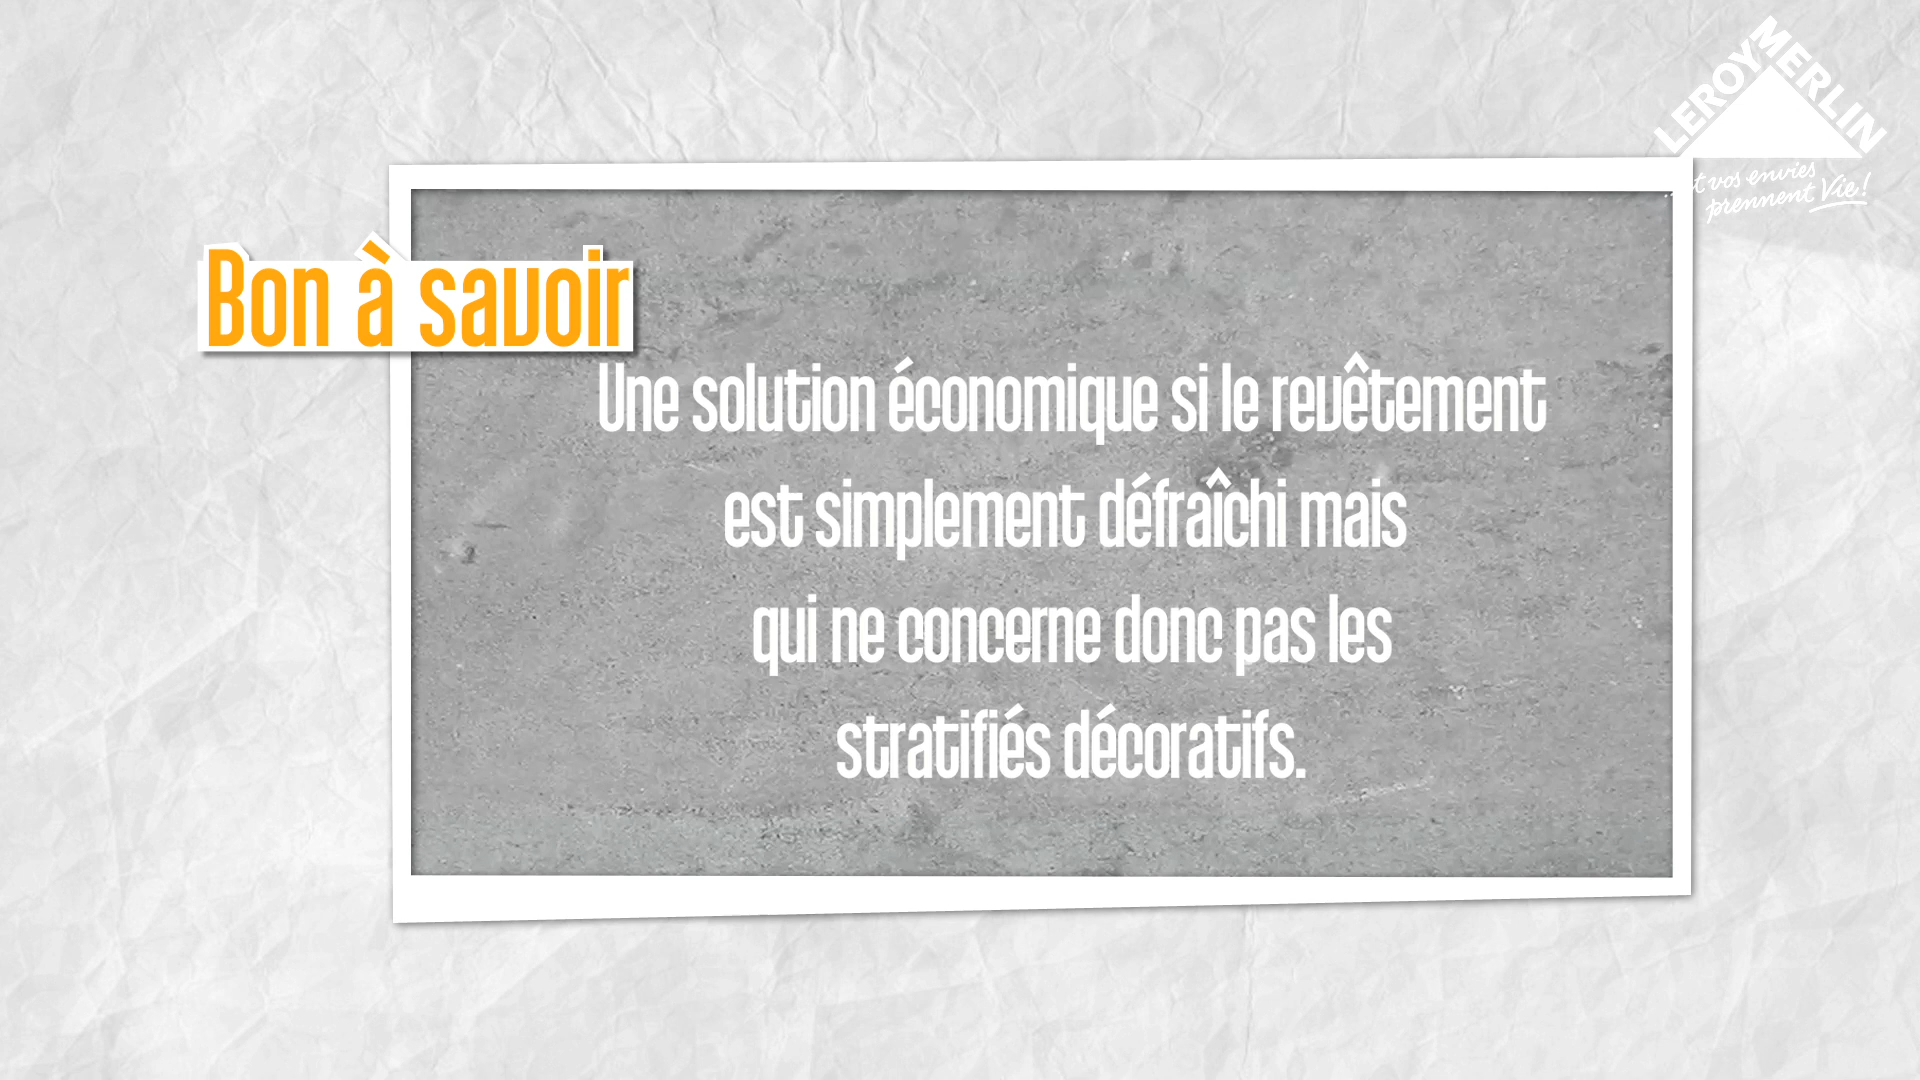 LEROY MERLIN
...et vos envies
prennent Vie !
Bon à savoir
Une solution économique si le revêtement
est simplement défraîchi mais
qui ne concerne donc pas les
stratifiés décoratifs.